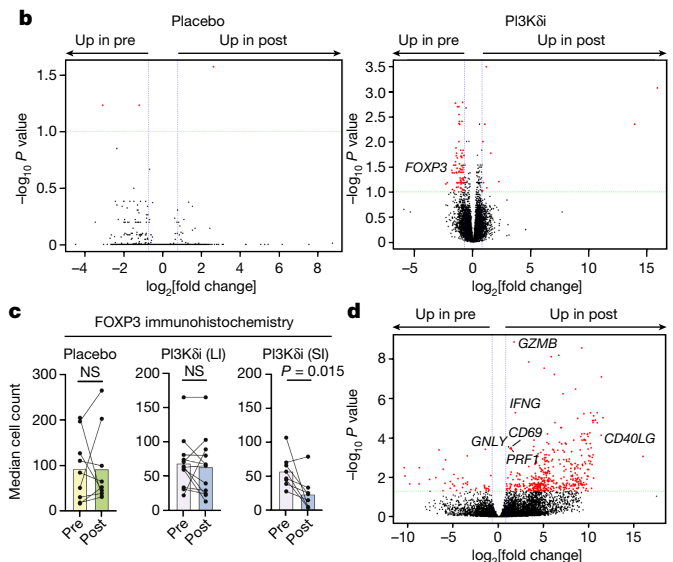 b
Placebo
Up in pre
Up in post
1.5
1.0
0.5
0
−log10 P value
−4
−2
0
2
4
6
8
log2[fold change]
PI3Kδi
Up in pre
Up in post
3.5
3.0
2.5
2.0
1.5
1.0
0.5
0
−log10 P value
FOXP3
−5
0
5
10
15
log2[fold change]
c
FOXP3 immunohistochemistry
Placebo
NS
300
200
100
0
Median cell count
Pre
Post
PI3Kδi (LI)
NS
200
150
100
50
0
Pre
Post
PI3Kδi (SI)
P = 0.015
200
150
100
50
0
Pre
Post
d
Up in pre
Up in post
8
6
4
2
0
−log10 P value
GZMB
IFNG
GNLY
CD69
PRF1
CD40LG
−10
−5
0
5
10
15
log2[fold change]